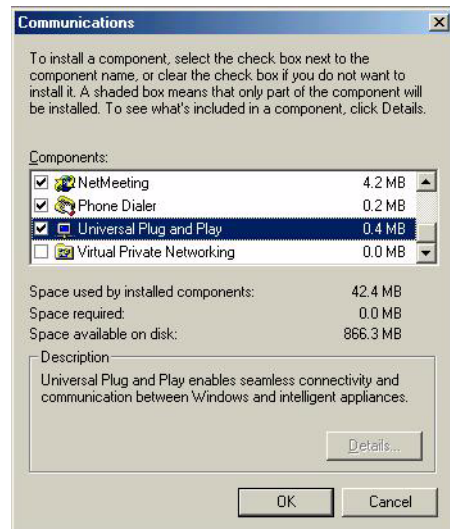 Communications
To install a component, select the check box next to the
component name, or clear the check box if you do not want to
install it. A shaded box means that only part of the component will
be installed. To see what's included in a component, click Details.
Components:
NetMeeting 4.2 MB
Phone Dialer 0.2 MB
Universal Plug and Play 0.4 MB
Virtual Private Networking 0.0 MB
Space used by installed components: 42.4 MB
Space required: 0.0 MB
Space available on disk: 866.3 MB
Description
Universal Plug and Play enables seamless connectivity and
communication between Windows and intelligent appliances.
Details...
OK Cancel